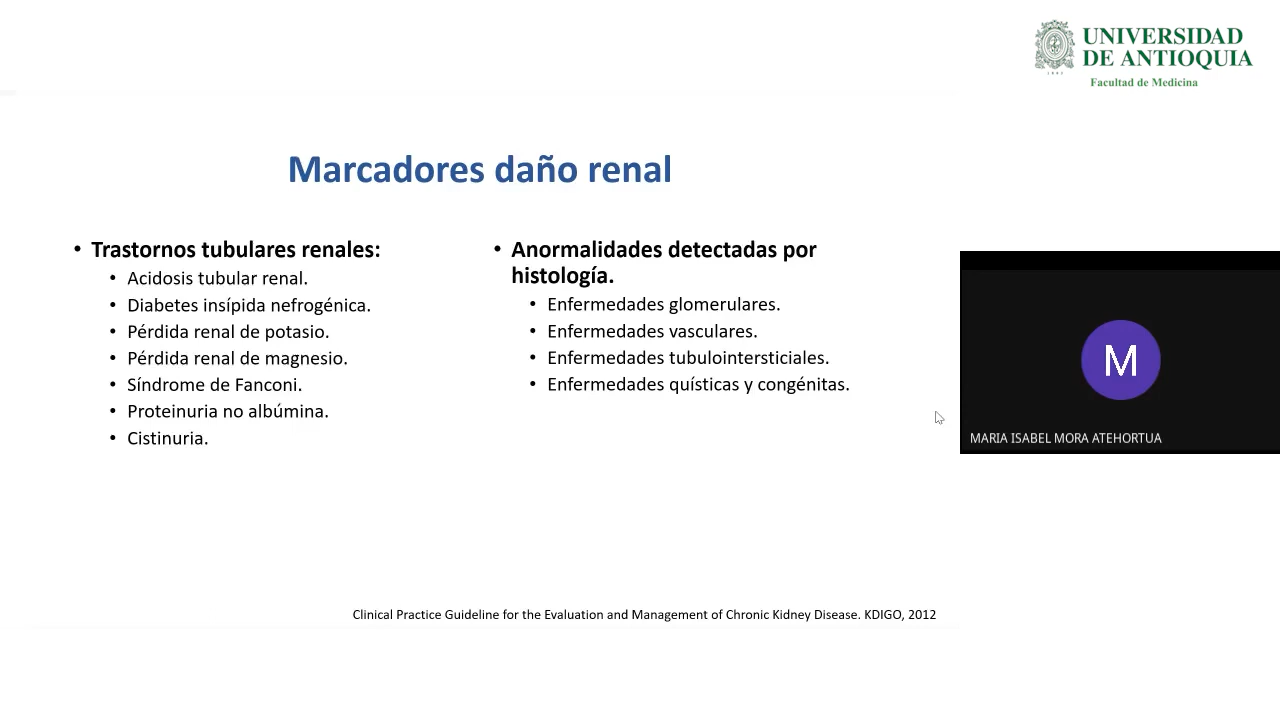 UNIVERSIDAD
DE ANTIOQUIA
1803
Facultad de Medicina
Marcadores daño renal
• Trastornos tubulares renales:
• Acidosis tubular renal.
• Diabetes insípida nefrogénica.
• Pérdida renal de potasio.
• Pérdida renal de magnesio.
• Síndrome de Fanconi.
• Proteinuria no albúmina.
• Cistinuria.
• Anormalidades detectadas por
histología.
• Enfermedades glomerulares.
• Enfermedades vasculares.
• Enfermedades tubulointersticiales.
• Enfermedades quísticas y congénitas.
M
MARIA ISABEL MORA ATEHORTUA
Clinical Practice Guideline for the Evaluation and Management of Chronic Kidney Disease. KDIGO, 2012